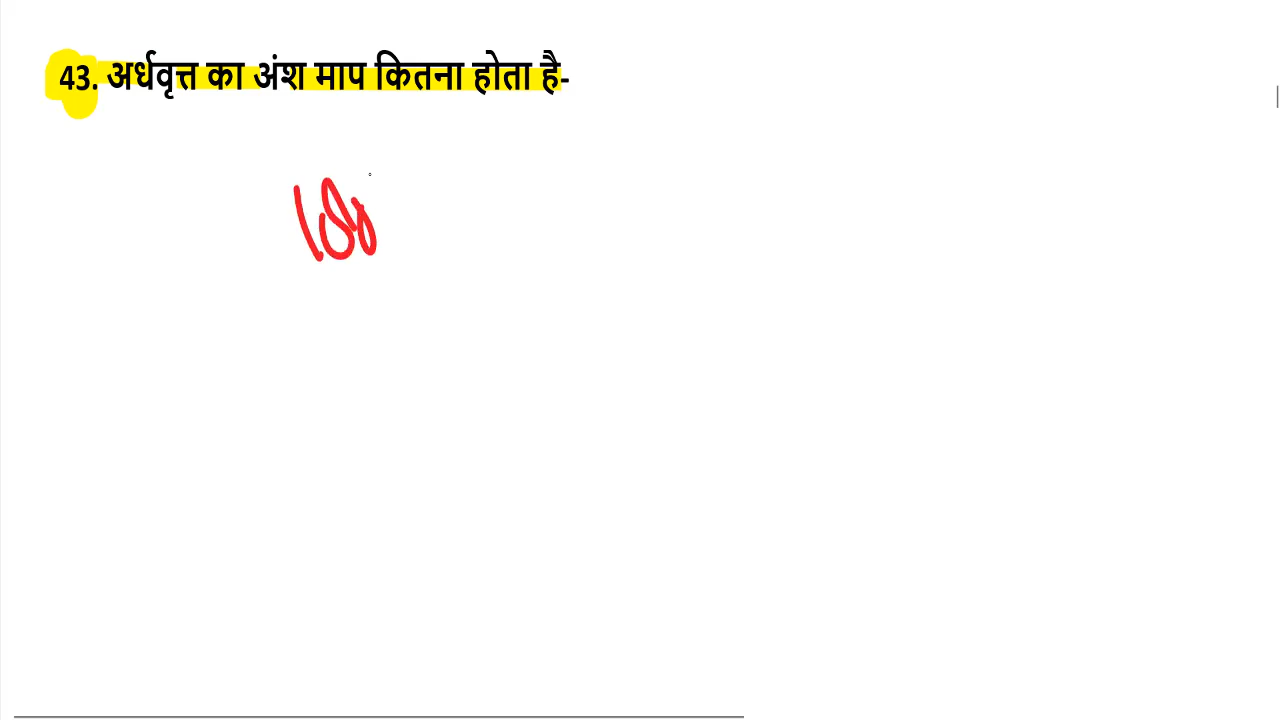 43. अर्धवृत्त का अंश माप कितना होता है-
180